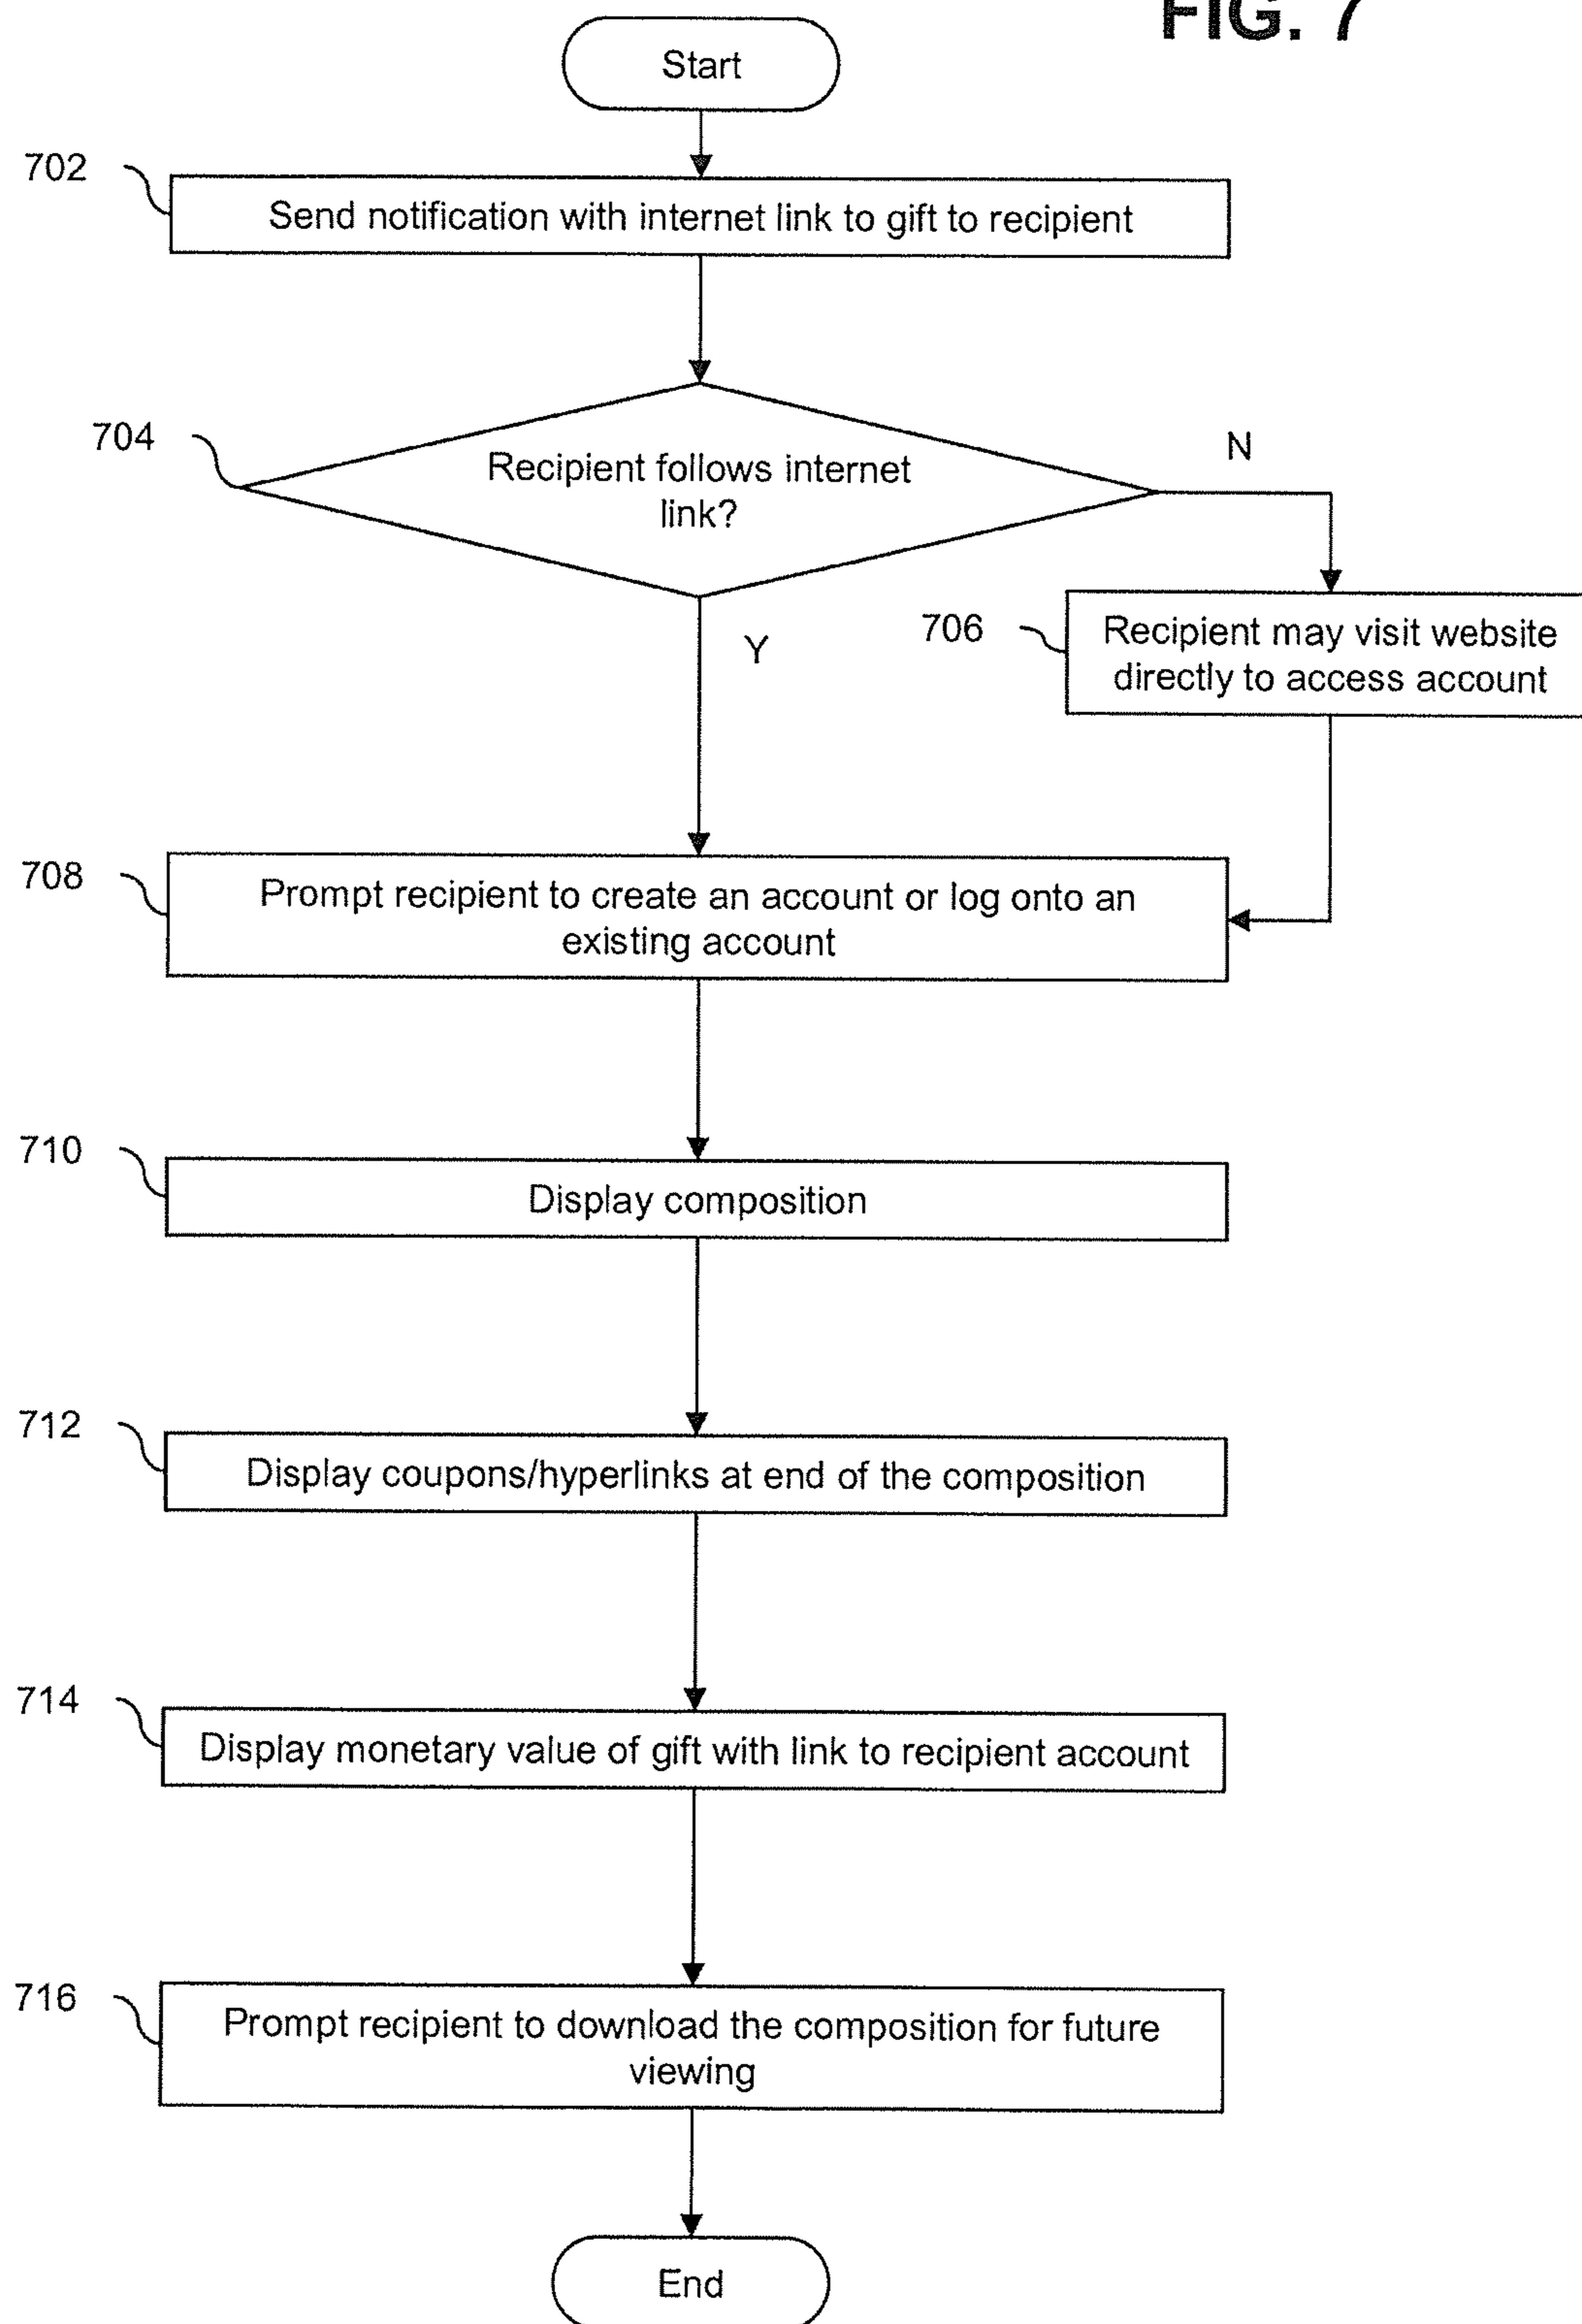 FIG. 7
Start
702
Send notification with internet link to gift to recipient
704
Recipient follows internet
link?
N
Y
706
Recipient may visit website
directly to access account
708
Prompt recipient to create an account or log onto an
existing account
710
Display composition
712
Display coupons/hyperlinks at end of the composition
714
Display monetary value of gift with link to recipient account
716
Prompt recipient to download the composition for future
viewing
End